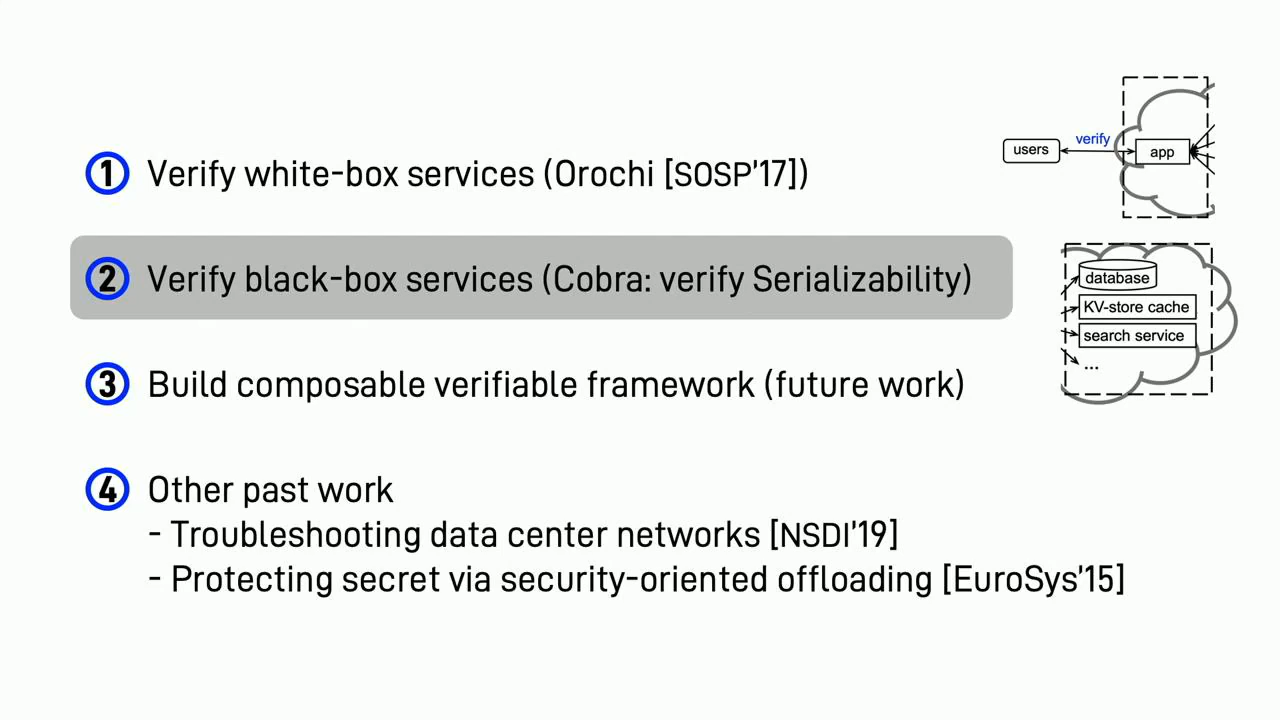 ① Verify white-box services (Orochi [SOSP'17])
② Verify black-box services (Cobra: verify Serializability)
③ Build composable verifiable framework (future work)
④ Other past work
- Troubleshooting data center networks [NSDI'19]
- Protecting secret via security-oriented offloading [EuroSys'15]
users
verify
app
database
KV-store cache
search service
...